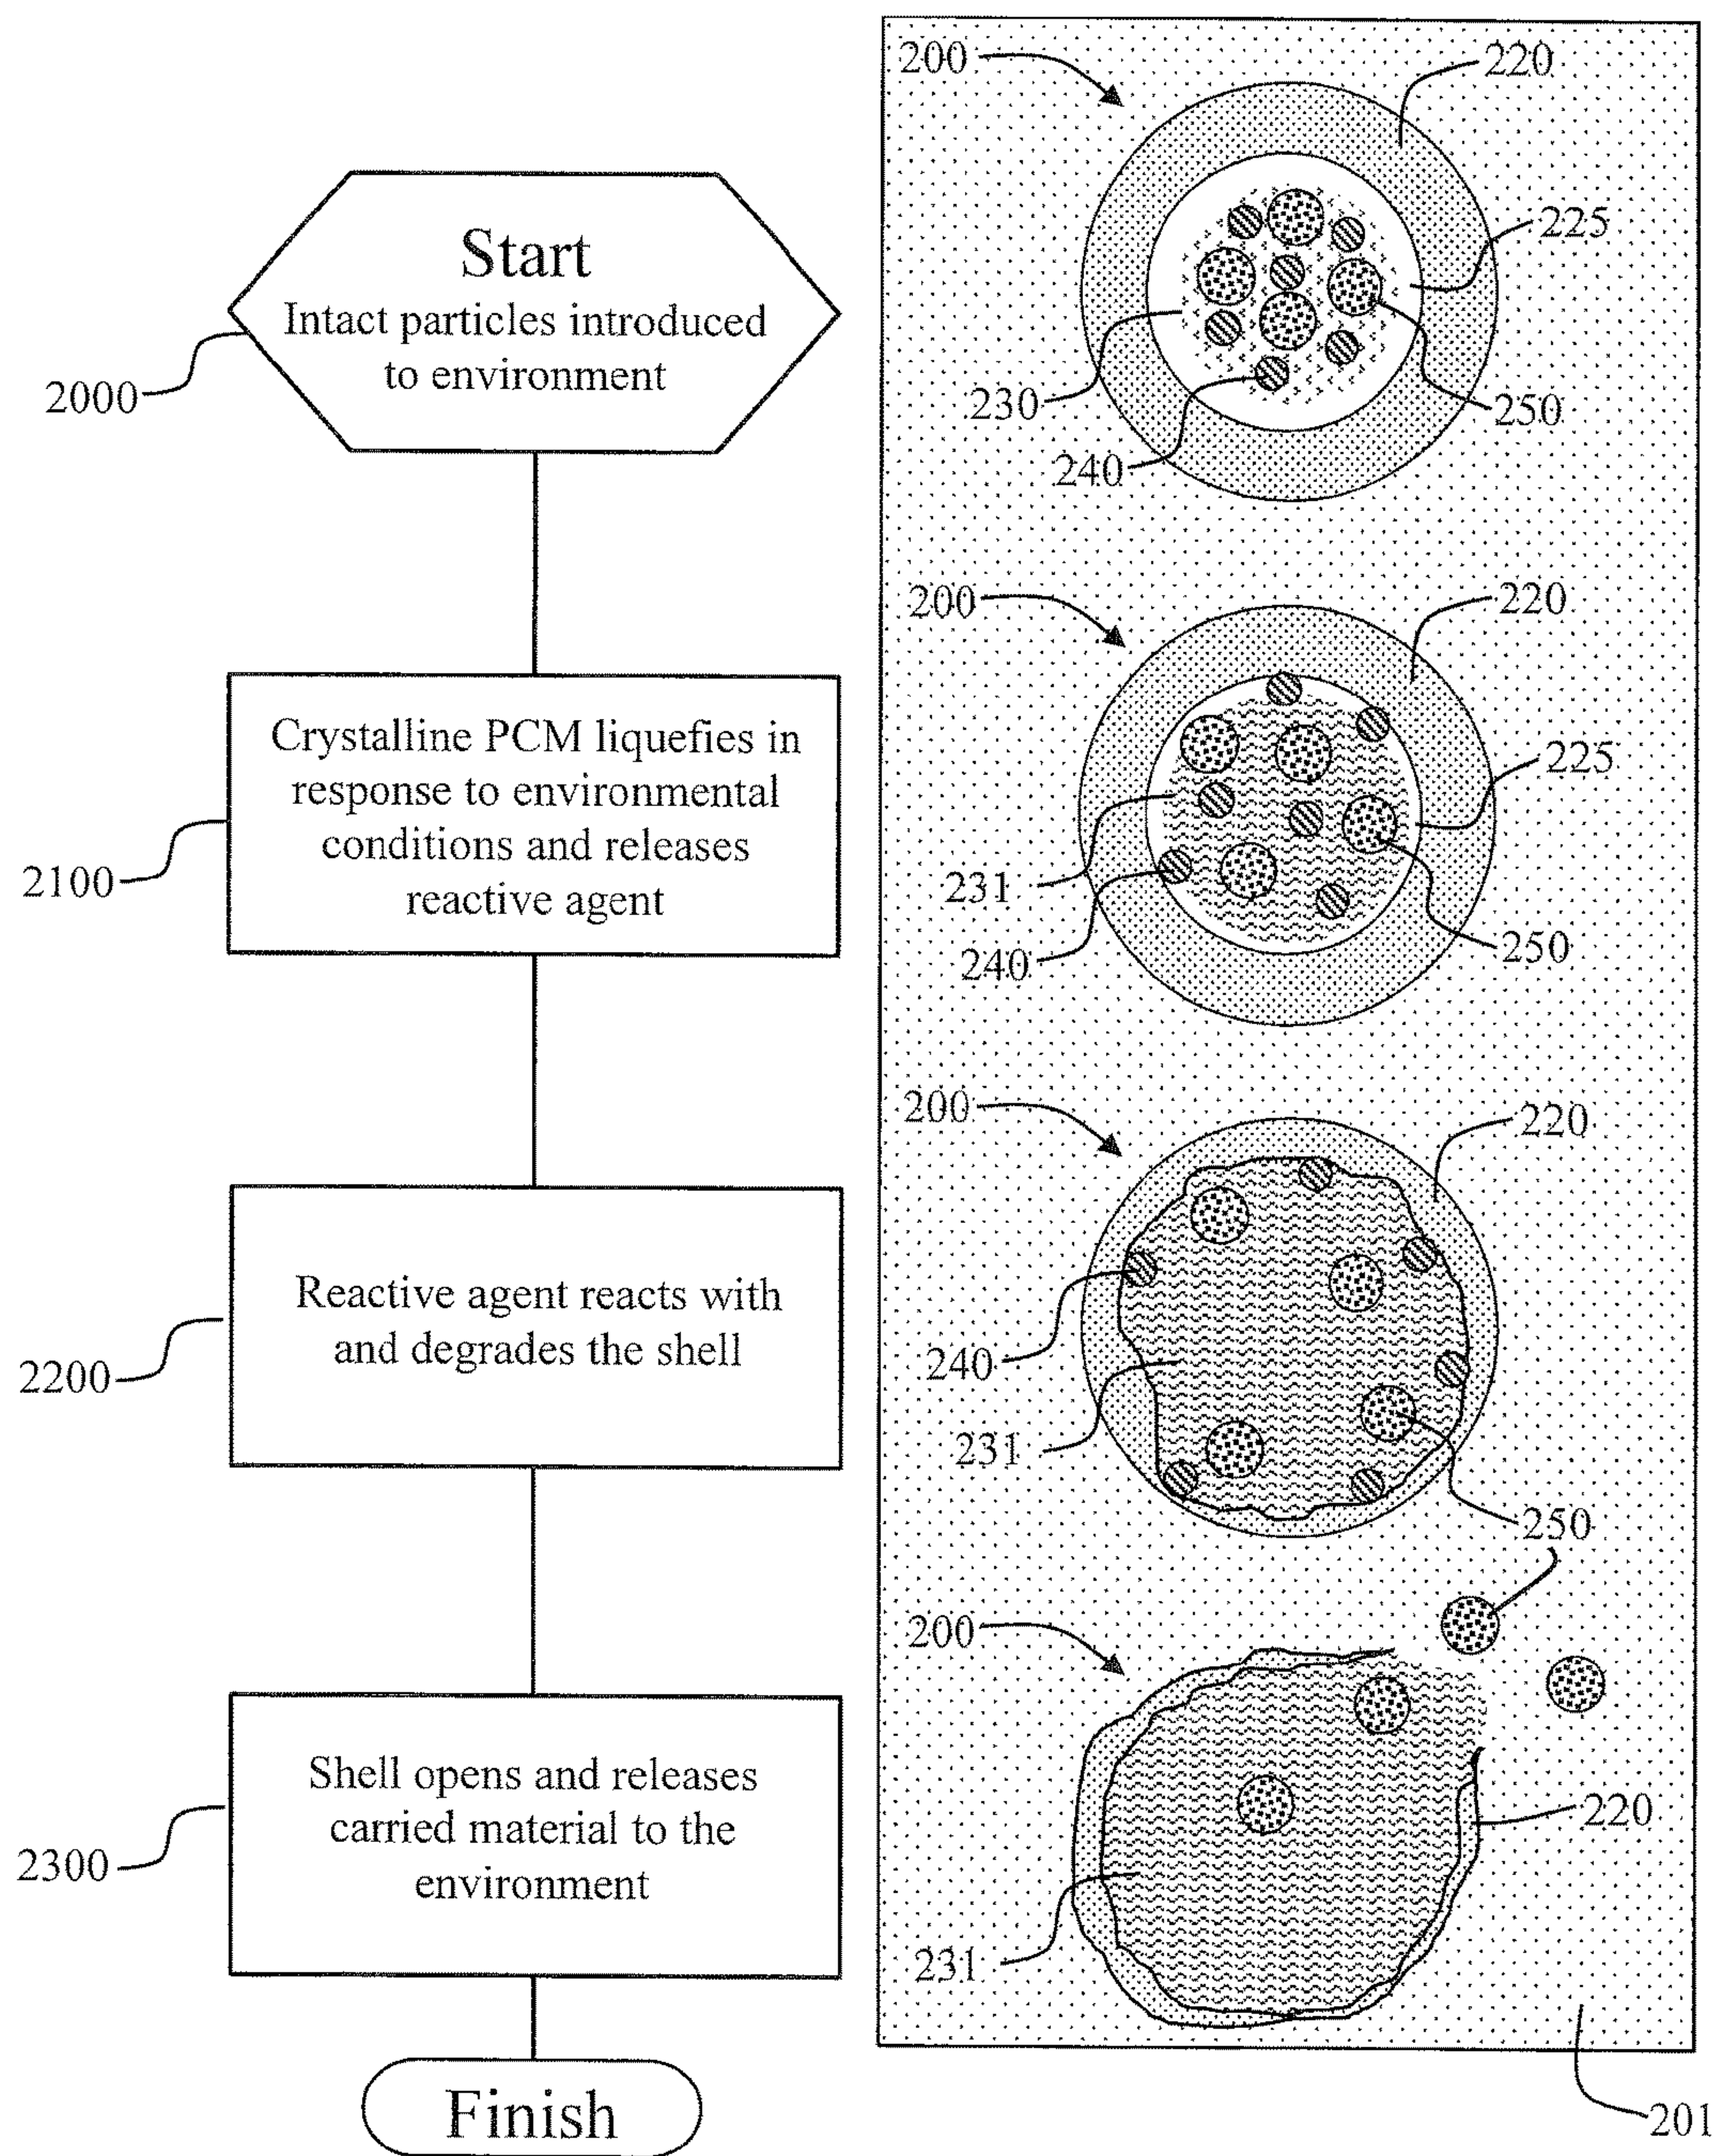 Start
Intact particles introduced
to environment
2000
200
220
225
230
250
240
Crystalline PCM liquefies in
response to environmental
conditions and releases
reactive agent
2100
200
220
225
231
250
240
Reactive agent reacts with
and degrades the shell
2200
200
220
240
231
250
Shell opens and releases
carried material to the
environment
2300
200
220
231
201
Finish